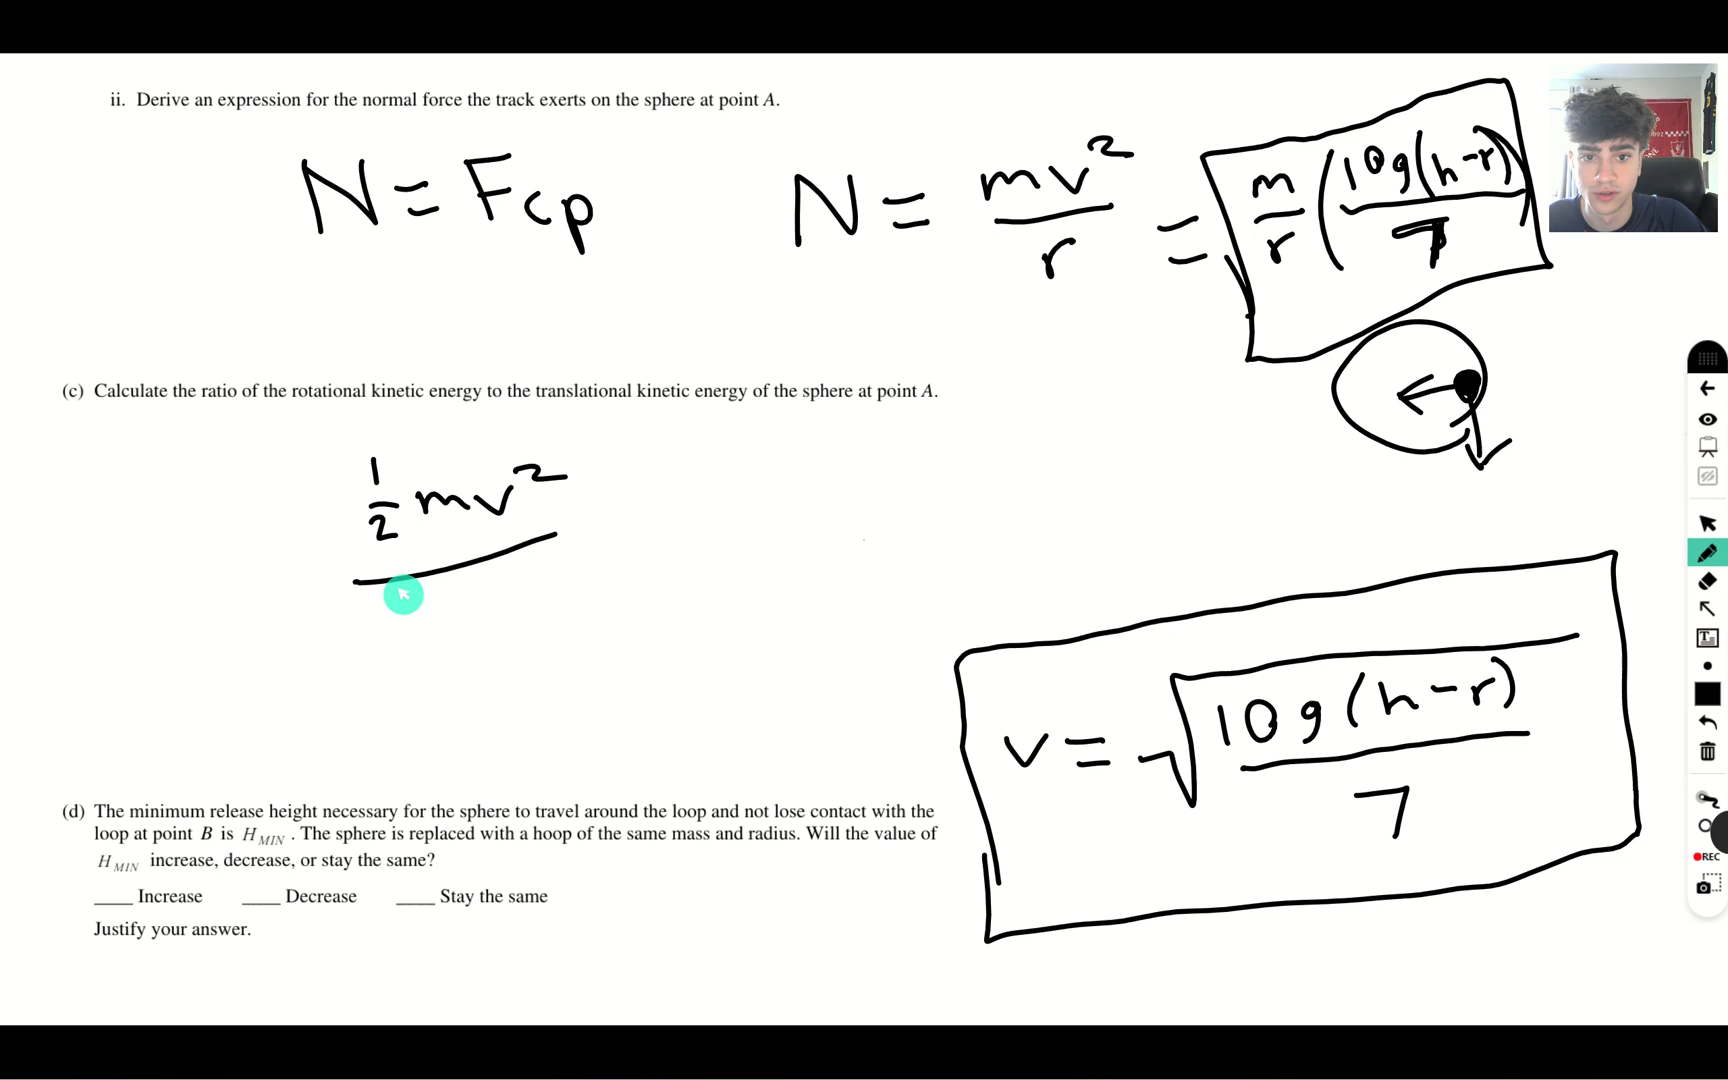 ii. Derive an expression for the normal force the track exerts on the sphere at point A.
N = Fcp N = mv²/r = m/r (10g(h-r)/7)
(c) Calculate the ratio of the rotational kinetic energy to the translational kinetic energy of the sphere at point A.
1/2 mv²
v = √(10g(h-r)/7)
(d) The minimum release height necessary for the sphere to travel around the loop and not lose contact with the
loop at point B is H MIN . The sphere is replaced with a hoop of the same mass and radius. Will the value of
H MIN increase, decrease, or stay the same?
____ Increase ____ Decrease ____ Stay the same
Justify your answer.
REC